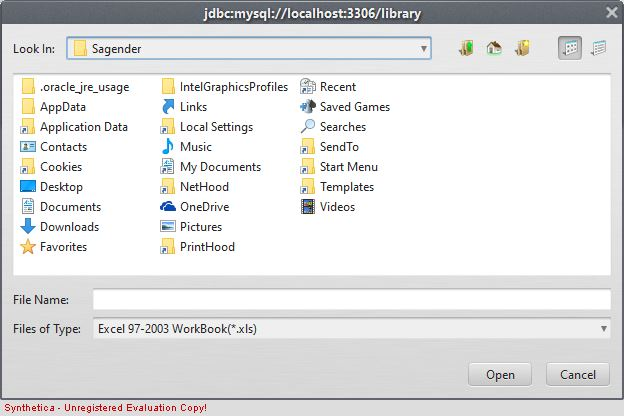 jdbc:mysql://localhost:3306/library
Look In: Sagender
.oracle_jre_usage IntelGraphicsProfiles Recent
AppData Links Saved Games
Application Data Local Settings Searches
Contacts Music SendTo
Cookies My Documents Start Menu
Desktop NetHood Templates
Documents OneDrive Videos
Downloads Pictures
Favorites PrintHood
File Name:
Files of Type: Excel 97-2003 WorkBook(*.xls)
Open Cancel
Synthetica - Unregistered Evaluation Copy!